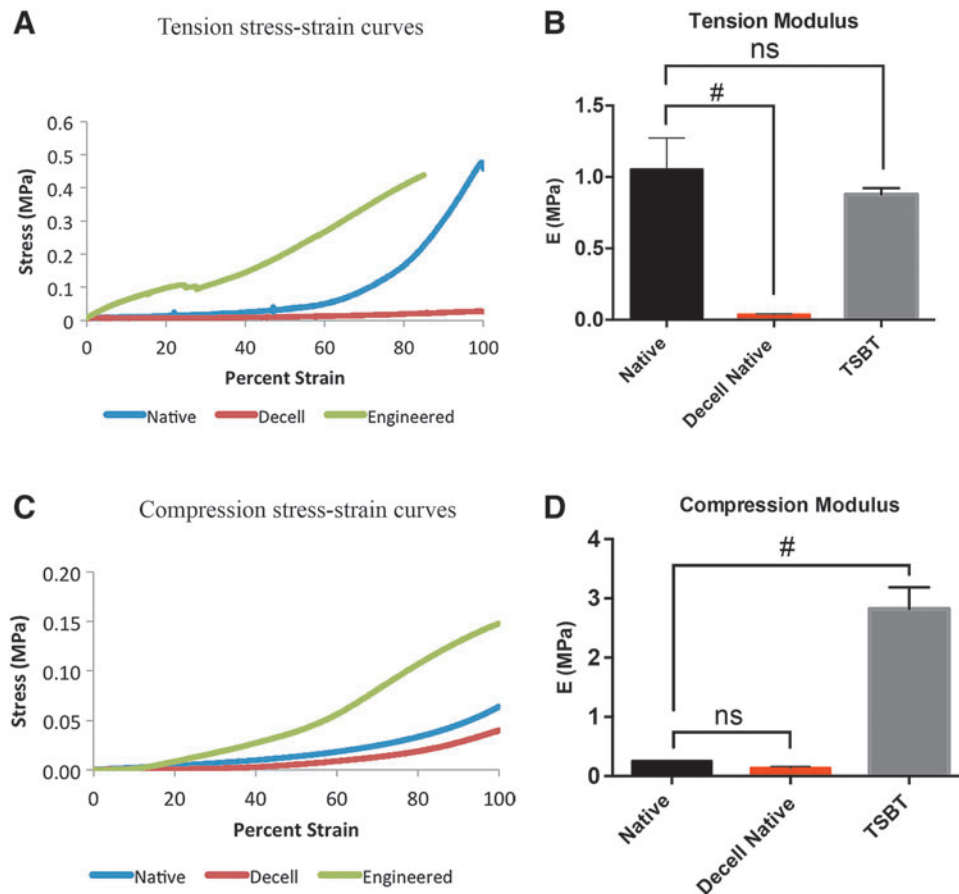 A
Tension stress-strain curves
Stress (MPa)
0.6
0.5
0.4
0.3
0.2
0.1
0
0 20 40 60 80 100
Percent Strain
Native Decell Engineered
B
Tension Modulus
ns
#
E (MPa)
1.5
1.0
0.5
0.0
Native
Decell Native
TSBT
C
Compression stress-strain curves
Stress (MPa)
0.20
0.15
0.10
0.05
0.00
0 20 40 60 80 100
Percent Strain
Native Decell Engineered
D
Compression Modulus
#
ns
E (MPa)
4
3
2
1
0
Native
Decell Native
TSBT